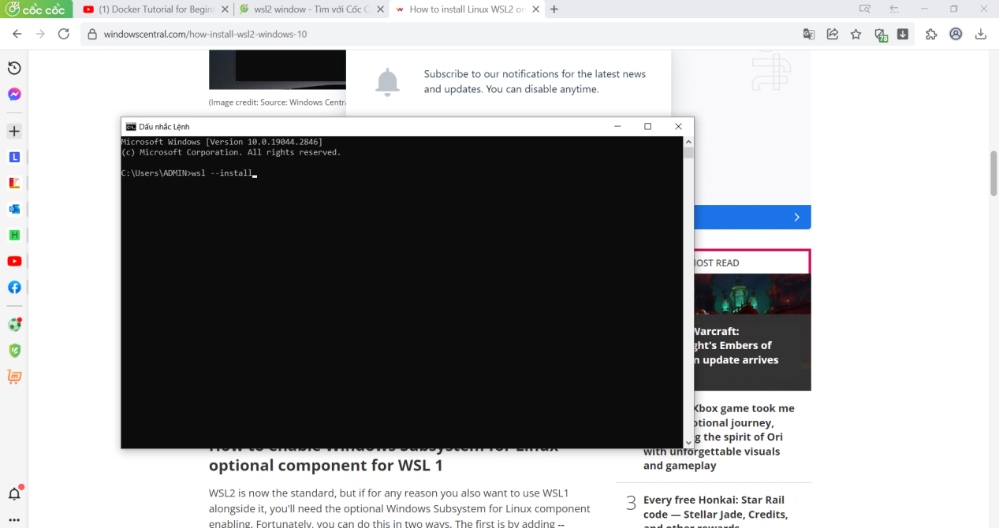 cốc cốc
(1) Docker Tutorial for Begin
wsl2 window - Tìm với Cốc C
How to install Linux WSL2 on
windowscentral.com/how-install-wsl2-windows-10
78
Subscribe to our notifications for the latest news
and updates. You can disable anytime.
(Image credit: Source: Windows Centra
Dấu nhắc Lệnh
Microsoft Windows [Version 10.0.19044.2846]
(c) Microsoft Corporation. All rights reserved.
C:\Users\ADMIN>wsl --install
L
H
OST READ
Warcraft:
ght's Embers of
n update arrives
Xbox game took me
otional journey,
g the spirit of Ori
with unforgettable visuals
and gameplay
How to enable Windows Subsystem for Linux
optional component for WSL 1
WSL2 is now the standard, but if for any reason you also want to use WSL1
alongside it, you'll need the optional Windows Subsystem for Linux component
enabling. Fortunately, you can do this in two ways. The first is by adding --
3
Every free Honkai: Star Rail
code — Stellar Jade, Credits,
and other rewards